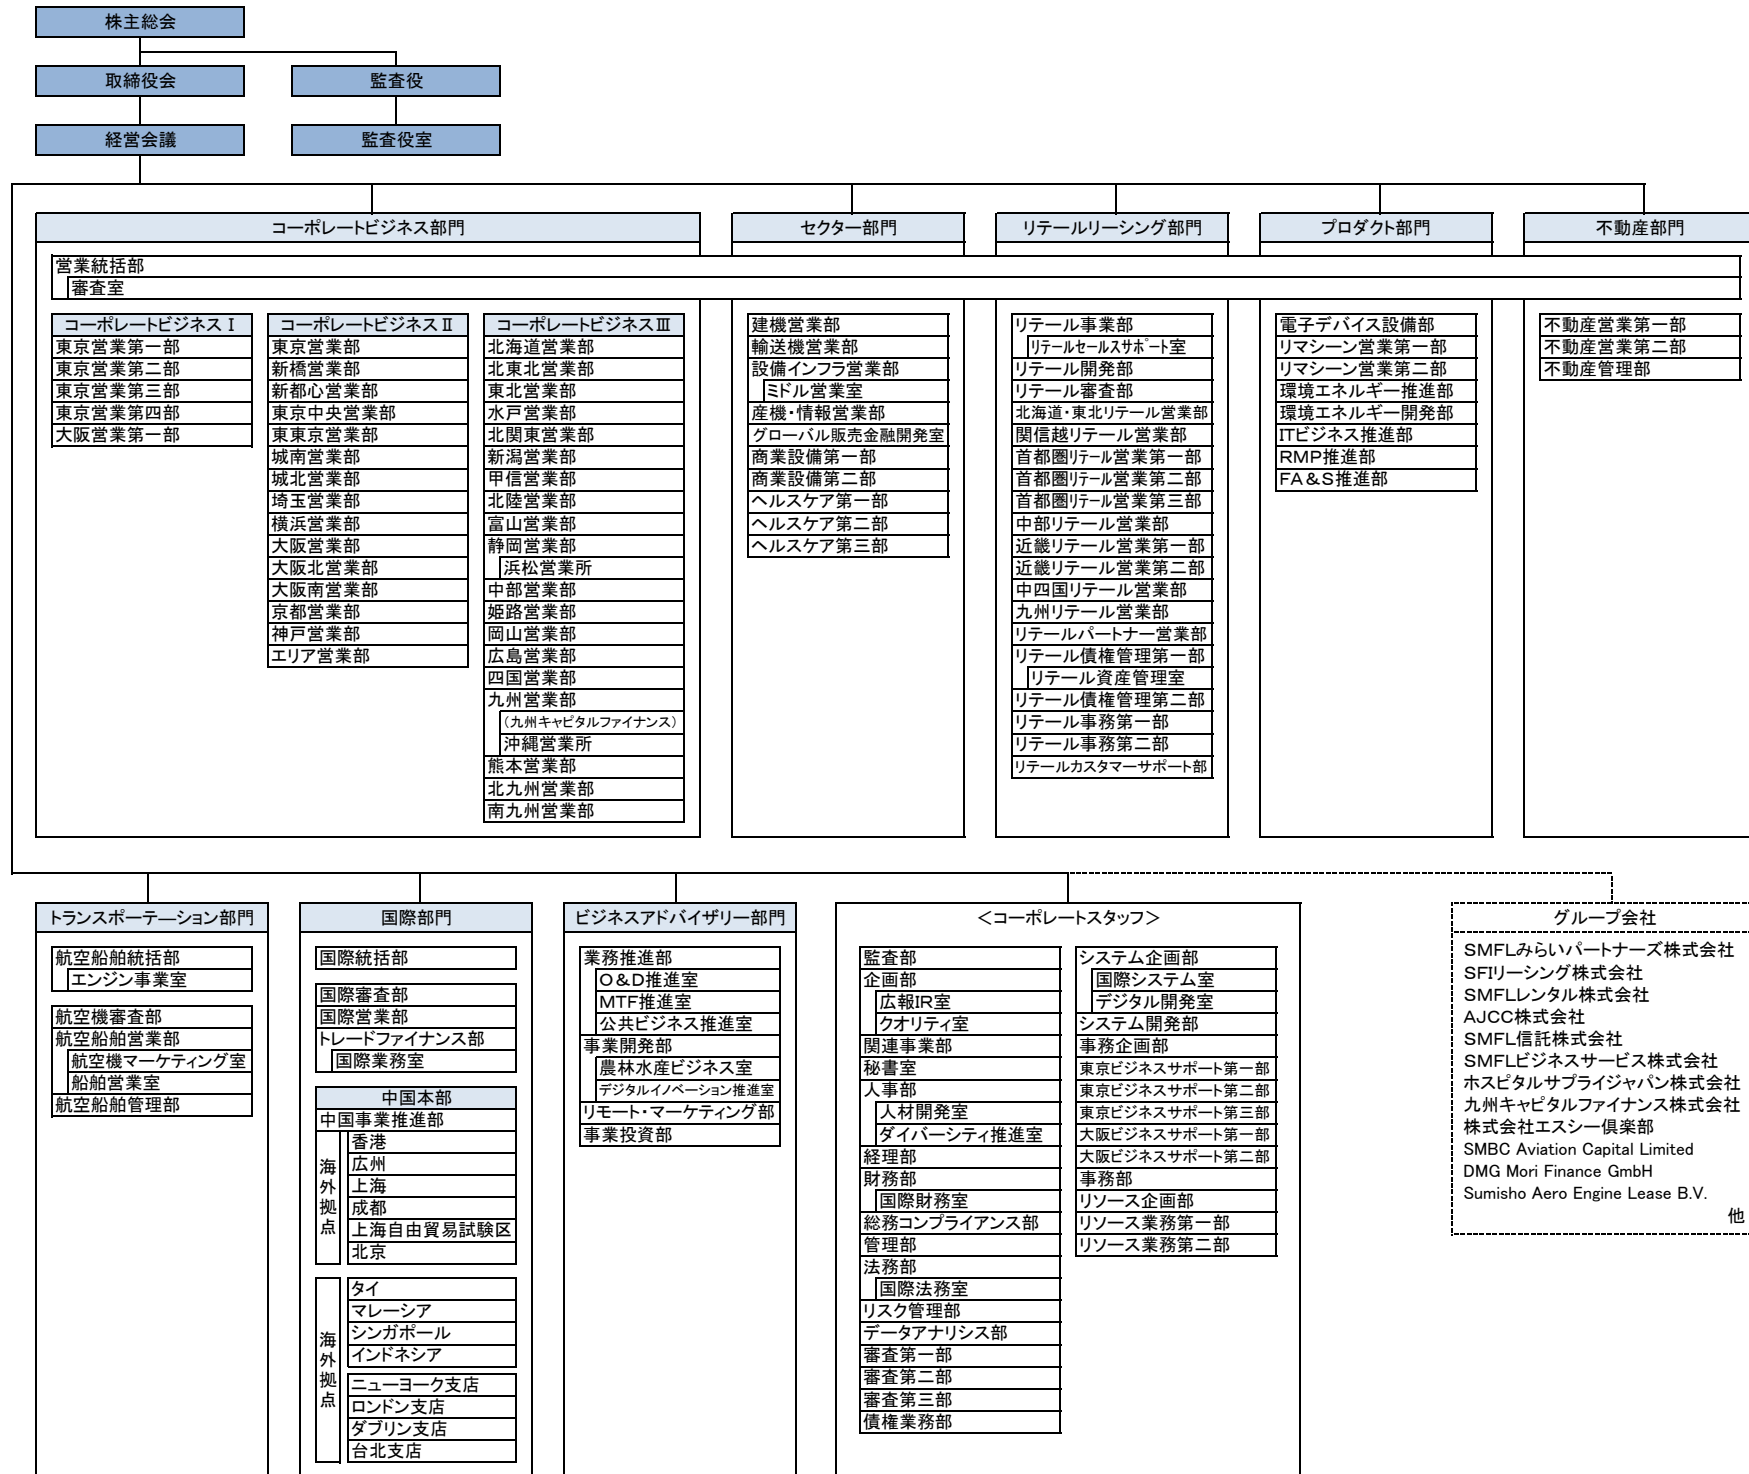 株主総会
取締役会
監査役
経営会議
監査役室
コーポレートビジネス部門
セクター部門
リテールリーシング部門
プロダクト部門
不動産部門
営業統括部
審査室
コーポレートビジネスⅠ
東京営業第一部
東京営業第二部
東京営業第三部
東京営業第四部
大阪営業第一部
コーポレートビジネスⅡ
東京営業部
新橋営業部
新都心営業部
東京中央営業部
東東京営業部
城南営業部
城北営業部
埼玉営業部
横浜営業部
大阪営業部
大阪北営業部
大阪南営業部
京都営業部
神戸営業部
エリア営業部
コーポレートビジネスⅢ
北海道営業部
北東北営業部
東北営業部
水戸営業部
北関東営業部
新潟営業部
甲信営業部
北陸営業部
富山営業部
静岡営業部
浜松営業所
中部営業部
姫路営業部
岡山営業部
広島営業部
四国営業部
九州営業部
(九州キャピタルファイナンス)
沖縄営業所
熊本営業部
北九州営業部
南九州営業部
建機営業部
輸送機営業部
設備インフラ営業部
ミドル営業室
産機・情報営業部
グローバル販売金融開発室
商業設備第一部
商業設備第二部
ヘルスケア第一部
ヘルスケア第二部
ヘルスケア第三部
リテール事業部
リテールセールスサポート室
リテール開発部
リテール審査部
北海道・東北リテール営業部
関信越リテール営業部
首都圏リテール営業第一部
首都圏リテール営業第二部
首都圏リテール営業第三部
中部リテール営業部
近畿リテール営業第一部
近畿リテール営業第二部
中四国リテール営業部
九州リテール営業部
リテールパートナー営業部
リテール債権管理第一部
リテール資産管理室
リテール債権管理第二部
リテール事務第一部
リテール事務第二部
リテールカスタマーサポート部
電子デバイス設備部
リマシーン営業第一部
リマシーン営業第二部
環境エネルギー推進部
環境エネルギー開発部
ITビジネス推進部
RMP推進部
FA&S推進部
不動産営業第一部
不動産営業第二部
不動産管理部
トランスポーテ―ション部門
国際部門
ビジネスアドバイザリー部門
＜コーポレートスタッフ＞
グループ会社
航空船舶統括部
エンジン事業室
航空機審査部
航空船舶営業部
航空機マーケティング室
船舶営業室
航空船舶管理部
国際統括部
国際審査部
国際営業部
トレードファイナンス部
国際業務室
中国本部
中国事業推進部
海外拠点
香港
広州
上海
成都
上海自由貿易試験区
北京
海外拠点
タイ
マレーシア
シンガポール
インドネシア
ニューヨーク支店
ロンドン支店
ダブリン支店
台北支店
業務推進部
O&D推進室
MTF推進室
公共ビジネス推進室
事業開発部
農林水産ビジネス室
デジタルイノベーション推進室
リモート・マーケティング部
事業投資部
監査部
企画部
広報IR室
クオリティ室
関連事業部
秘書室
人事部
人材開発室
ダイバーシティ推進室
経理部
財務部
国際財務室
総務コンプライアンス部
管理部
法務部
国際法務室
リスク管理部
データアナリシス部
審査第一部
審査第二部
審査第三部
債権業務部
システム企画部
国際システム室
デジタル開発室
システム開発部
事務企画部
東京ビジネスサポート第一部
東京ビジネスサポート第二部
東京ビジネスサポート第三部
大阪ビジネスサポート第一部
大阪ビジネスサポート第二部
事務部
リソース企画部
リソース業務第一部
リソース業務第二部
SMFLみらいパートナーズ株式会社
SFIリーシング株式会社
SMFLレンタル株式会社
AJCC株式会社
SMFL信託株式会社
SMFLビジネスサービス株式会社
ホスピタルサプライジャパン株式会社
九州キャピタルファイナンス株式会社
株式会社エスシー倶楽部
SMBC Aviation Capital Limited
DMG Mori Finance GmbH
Sumisho Aero Engine Lease B.V.
他